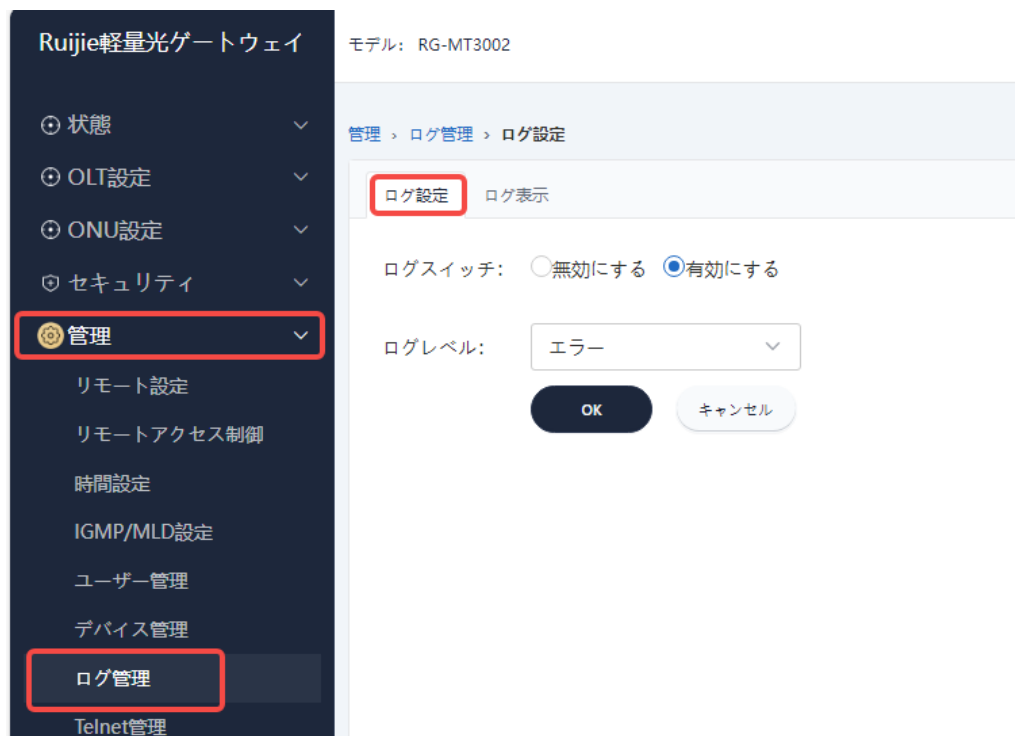 Ruijie軽量光ゲートウェイ
モデル: RG-MT3002
状態
OLT設定
ONU設定
セキュリティ
管理
リモート設定
リモートアクセス制御
時間設定
IGMP/MLD設定
ユーザー管理
デバイス管理
ログ管理
Telnet管理
管理 › ログ管理 › ログ設定
ログ設定 ログ表示
ログスイッチ: 無効にする 有効にする
ログレベル: エラー
OK キャンセル